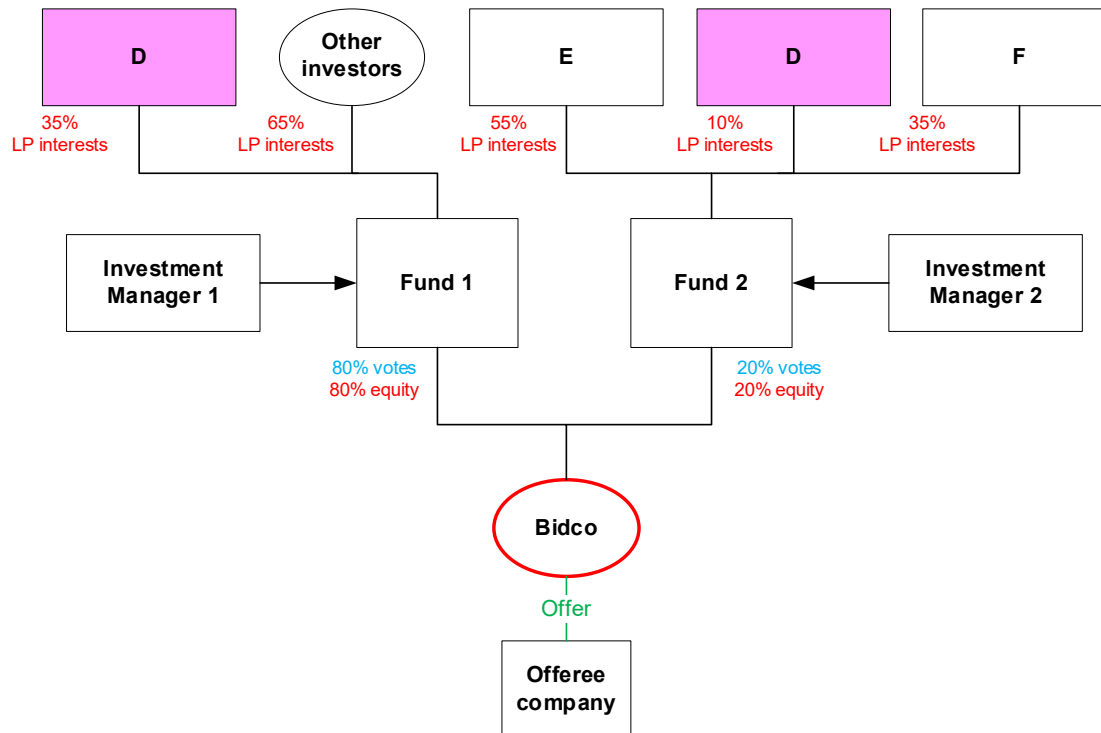 D
Other
investors
E
D
F
35%
LP interests
65%
LP interests
55%
LP interests
10%
LP interests
35%
LP interests
Investment
Manager 1
Fund 1
Fund 2
Investment
Manager 2
80% votes
80% equity
20% votes
20% equity
Bidco
Offer
Offeree
company